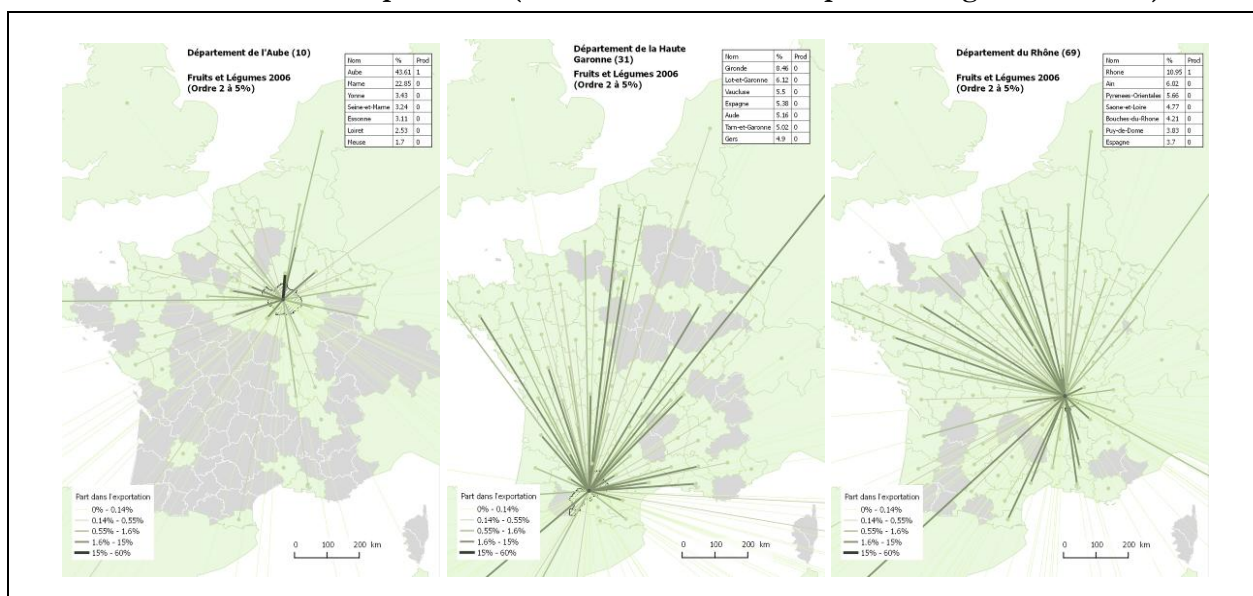 Département de l'Aube (10)
Fruits et Légumes 2006
(Ordre 2 à 5%)
Nom % Prod
Aube 43.61 1
Marne 22.85 0
Yonne 3.43 0
Seine-et-Marne 3.24 0
Essonne 3.11 0
Loiret 2.53 0
Meuse 1.7 0
Part dans l'exportation
0% - 0.14%
0.14% - 0.55%
0.55% - 1.6%
1.6% - 15%
15% - 60%
0 100 200 km
Département de la Haute
Garonne (31)
Fruits et Légumes 2006
(Ordre 2 à 5%)
Nom % Prod
Gironde 8.46 0
Lot-et-Garonne 6.12 0
Vaucluse 5.5 0
Espagne 5.38 0
Aude 5.16 0
Tarn-et-Garonne 5.02 0
Gers 4.9 0
Part dans l'exportation
0% - 0.14%
0.14% - 0.55%
0.55% - 1.6%
1.6% - 15%
15% - 60%
0 100 200 km
Département du Rhône (69)
Fruits et Légumes 2006
(Ordre 2 à 5%)
Nom % Prod
Rhone 10.95 1
Ain 6.02 0
Pyrenees-Orientales 5.66 0
Saone-et-Loire 4.77 0
Bouches-du-Rhone 4.21 0
Puy-de-Dome 3.83 0
Espagne 3.7 0
Part dans l'exportation
0% - 0.14%
0.14% - 0.55%
0.55% - 1.6%
1.6% - 15%
15% - 60%
0 100 200 km